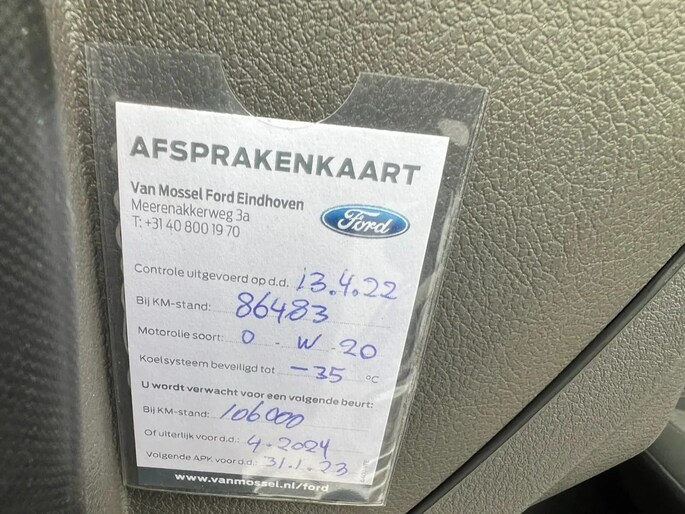 AFSPRAKENKAART
Van Mossel Ford Eindhoven
Meerenakkerweg 3a
T: +31 40 800 19 70
Ford
Controle uitgevoerd op d.d. 13.4.22
Bij KM-stand: 86483
Motorolie soort: 0 - W - 20
Koelsysteem beveiligd tot -35 °C
U wordt verwacht voor een volgende beurt:
Bij KM-stand: 106000
Of uiterlijk voor d.d.: 4.2024
Volgende APK voor d.d.: 31.1.23
www.vanmossel.nl/ford